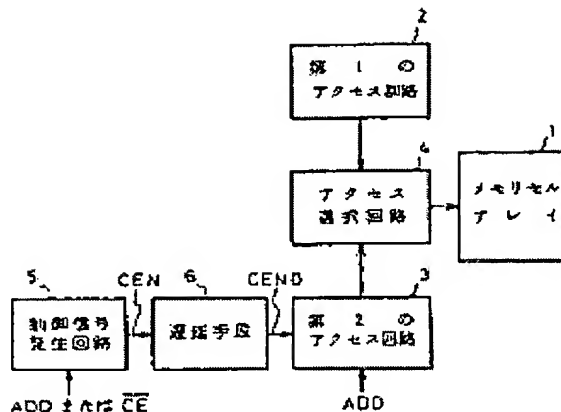 2
第1の
アクセス回路
4
アクセス
選択回路
1
メモリセル
アレイ
5
制御信号
発生回路
CEN
6
遅延手段
CEND
3
第2の
アクセス回路
ADD または CE
ADD